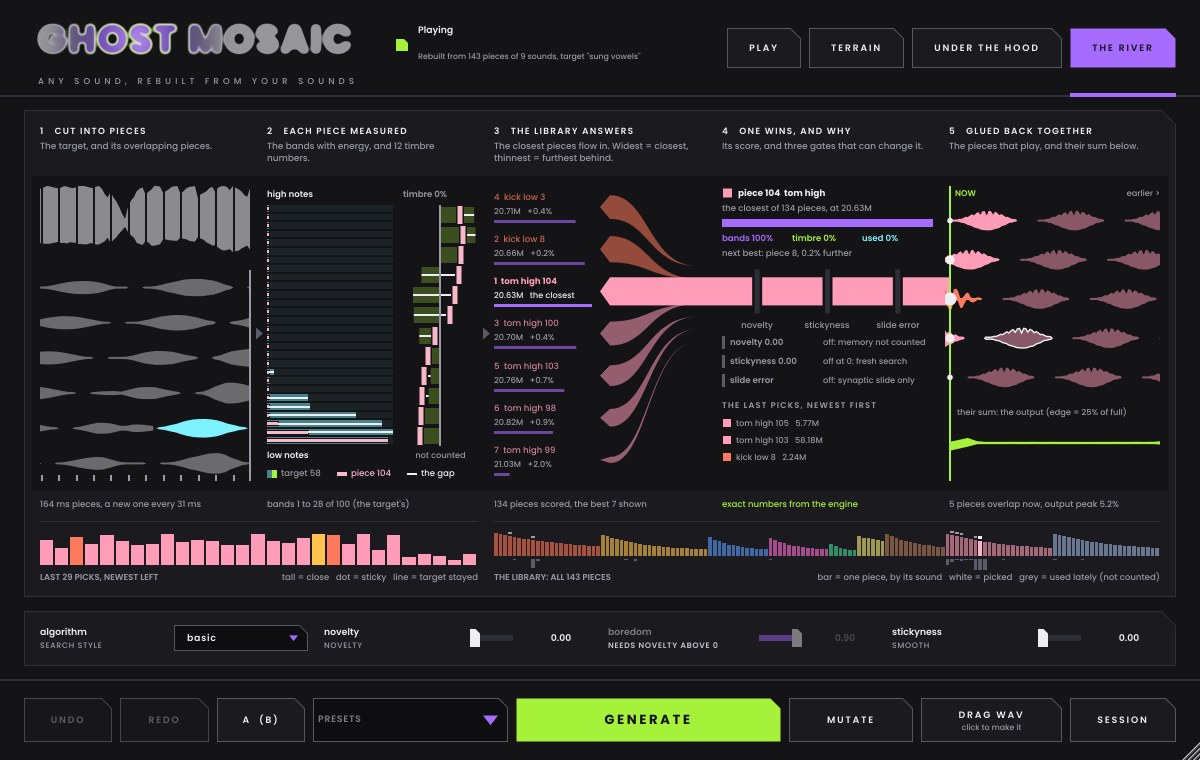 GHOST MOSAIC
ANY SOUND, REBUILT FROM YOUR SOUNDS
Playing
Rebuilt from 143 pieces of 9 sounds, target "sung vowels"
PLAY
TERRAIN
UNDER THE HOOD
THE RIVER
1 CUT INTO PIECES
The target, and its overlapping pieces.
2 EACH PIECE MEASURED
The bands with energy, and 12 timbre
numbers.
3 THE LIBRARY ANSWERS
The closest pieces flow in. Widest = closest,
thinnest = furthest behind.
4 ONE WINS, AND WHY
Its score, and three gates that can change it.
5 GLUED BACK TOGETHER
The pieces that play, and their sum below.
high notes
timbre 0%
low notes
not counted
target 58
piece 104
the gap
4 kick low 3
20.71M +0.4%
2 kick low 8
20.66M +0.2%
1 tom high 104
20.63M the closest
3 tom high 100
20.70M +0.4%
5 tom high 103
20.76M +0.7%
6 tom high 98
20.82M +0.9%
7 tom high 99
21.03M +2.0%
piece 104 tom high
the closest of 134 pieces, at 20.63M
bands 100%
timbre 0%
used 0%
next best: piece 8, 0.2% further
novelty
stickyness
slide error
novelty 0.00
off: memory not counted
stickyness 0.00
off at 0: fresh search
slide error
off: synaptic slide only
THE LAST PICKS, NEWEST FIRST
tom high 105 5.77M
tom high 103 58.18M
kick low 8 2.24M
NOW
earlier >
their sum: the output (edge = 25% of full)
164 ms pieces, a new one every 31 ms
bands 1 to 28 of 100 (the target's)
134 pieces scored, the best 7 shown
exact numbers from the engine
5 pieces overlap now, output peak 5.2%
LAST 29 PICKS, NEWEST LEFT
tall = close dot = sticky line = target stayed
THE LIBRARY: ALL 143 PIECES
bar = one piece, by its sound white = picked grey = used lately (not counted)
algorithm
SEARCH STYLE
basic
novelty
NOVELTY
0.00
boredom
NEEDS NOVELTY ABOVE 0
0.90
stickyness
SMOOTH
0.00
UNDO
REDO
A (B)
PRESETS
GENERATE
MUTATE
DRAG WAV
click to make it
SESSION